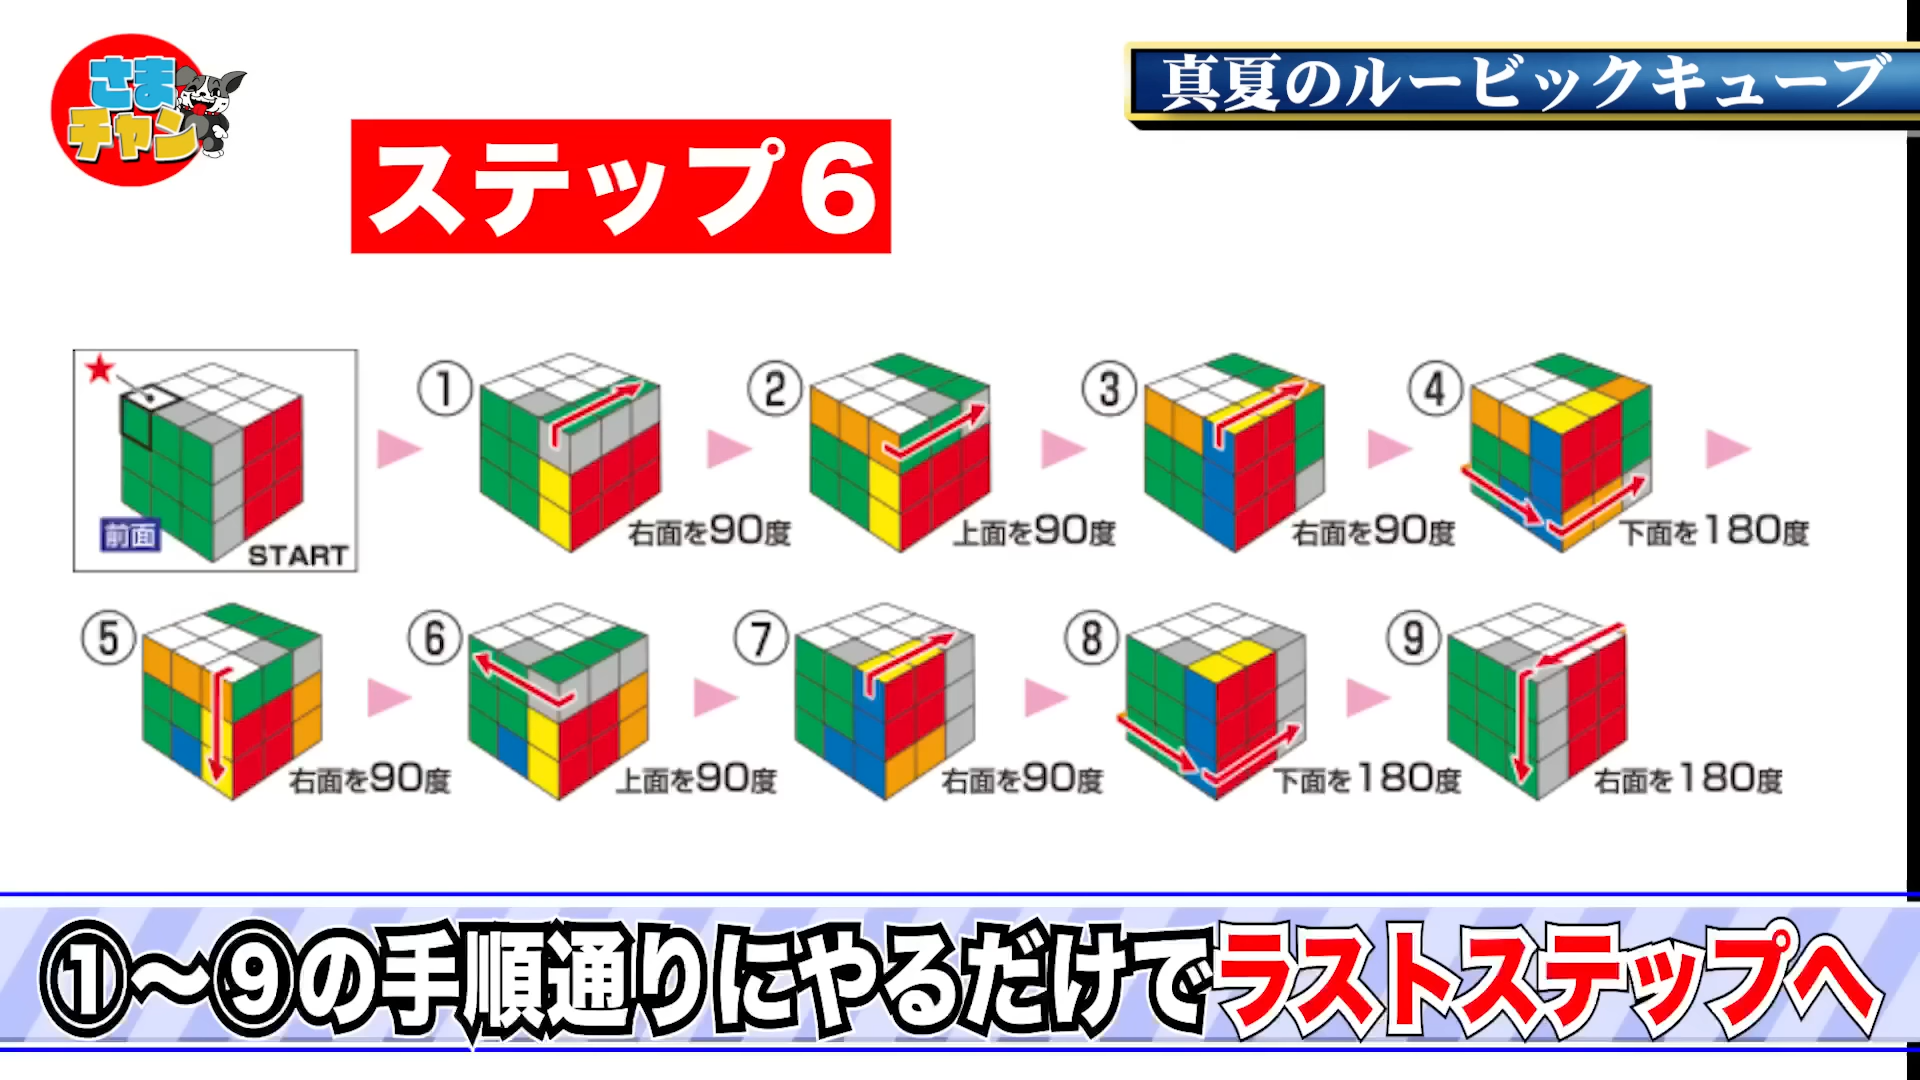 さま
チャン
真夏のルービックキューブ
ステップ6
★
前面
START
① 右面を90度
② 上面を90度
③ 右面を90度
④ 下面を180度
⑤ 右面を90度
⑥ 上面を90度
⑦ 右面を90度
⑧ 下面を180度
⑨ 右面を180度
①〜⑨の手順通りにやるだけでラストステップへ